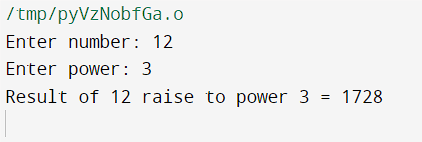 /tmp/pyVzNobfGa.o
Enter number: 12
Enter power: 3
Result of 12 raise to power 3 = 1728